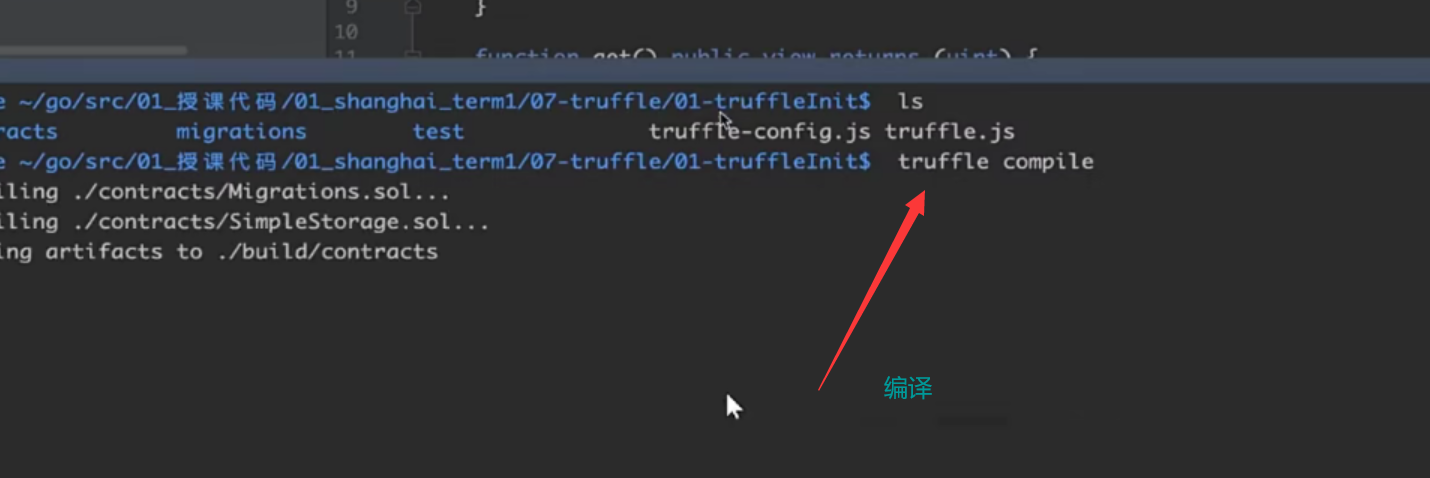 9 }
10
11 function get() public view returns (uint) {
e ~/go/src/01_授课代码/01_shanghai_term1/07-truffle/01-truffleInit$ ls
racts migrations test truffle-config.js truffle.js
e ~/go/src/01_授课代码/01_shanghai_term1/07-truffle/01-truffleInit$ truffle compile
iling ./contracts/Migrations.sol...
iling ./contracts/SimpleStorage.sol...
ing artifacts to ./build/contracts
编译